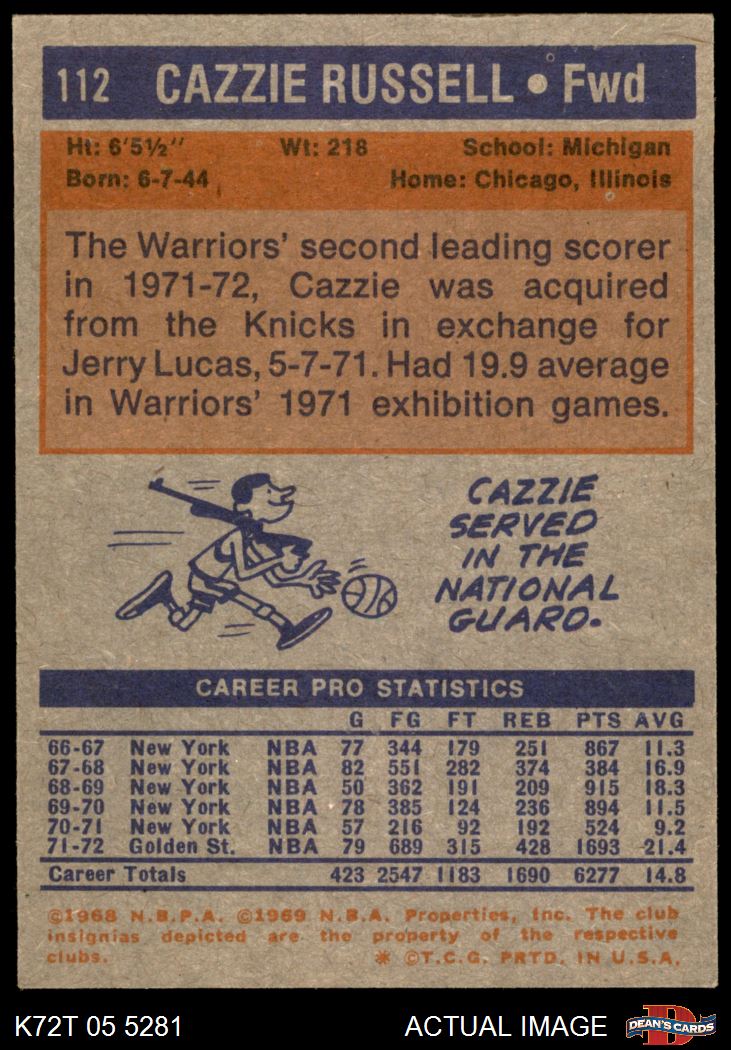 112 CAZZIE RUSSELL • Fwd
Ht: 6'5½" Wt: 218 School: Michigan
Born: 6-7-44 Home: Chicago, Illinois
The Warriors' second leading scorer
in 1971-72, Cazzie was acquired
from the Knicks in exchange for
Jerry Lucas, 5-7-71. Had 19.9 average
in Warriors' 1971 exhibition games.
CAZZIE
SERVED
IN THE
NATIONAL
GUARD.
CAREER PRO STATISTICS
G FG FT REB PTS AVG
66-67 New York NBA 77 344 179 251 867 11.3
67-68 New York NBA 82 551 282 374 384 16.9
68-69 New York NBA 50 362 191 209 915 18.3
69-70 New York NBA 78 385 124 236 894 11.5
70-71 New York NBA 57 216 92 192 524 9.2
71-72 Golden St. NBA 79 689 315 428 1693 21.4
Career Totals 423 2547 1183 1690 6277 14.8
©1968 N.B.P.A. ©1969 N.B.A. Properties, Inc. The club
insignias depicted are the property of the respective
clubs. * ©T.C.G. PRTD. IN U.S.A.
K72T 05 5281 ACTUAL IMAGE DEAN'S CARDS